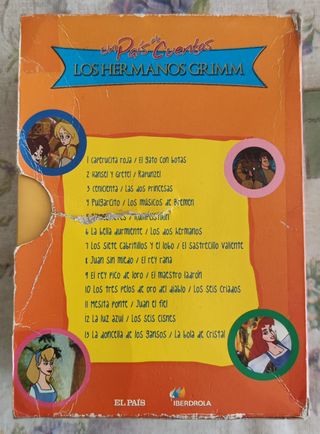 un País de Cuentos
LOS HERMANOS GRIMM
1 Caperucita roja / El gato con botas
2 Hansel y Gretel / Rapunzel
3 Cenicienta / Las dos princesas
4 Pulgarcito / Los músicos de Bremen
5 Blancanieves / Rumpelstikin
6 La bella durmiente / Los dos hermanos
7 Los siete cabritillos y el lobo / El sastrecillo valiente
8 Juan sin miedo / El rey rana
9 El rey pico de loro / El maestro ladrón
10 Los tres pelos de oro del diablo / Los seis criados
11 Mesita ponte / Juan el fiel
12 La luz azul / Los seis cisnes
13 La doncella de los gansos / La bola de cristal
EL PAÍS IBERDROLA